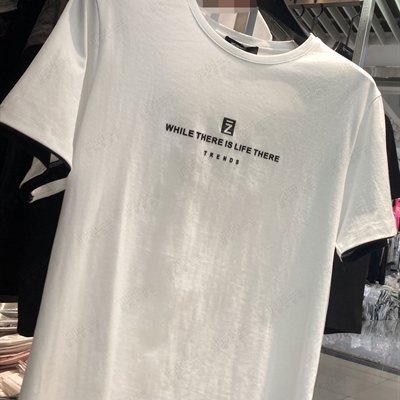 Z
WHILE THERE IS LIFE THERE
TRENDS